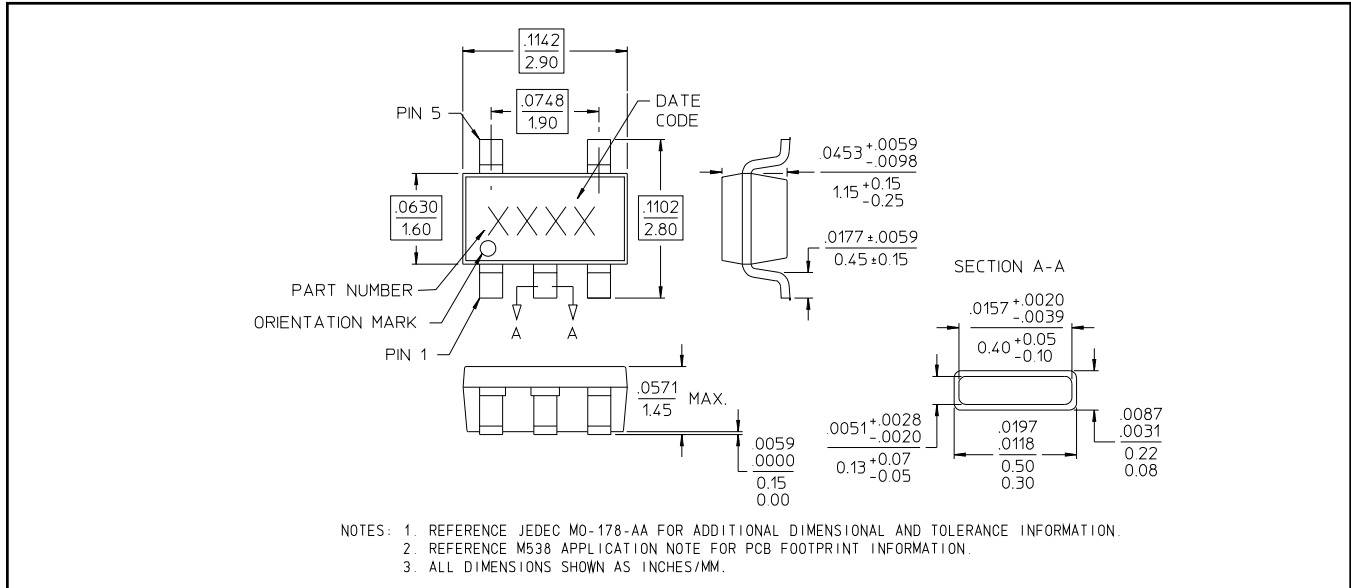 .1142
2.90
.0748
1.90
PIN 5
DATE
CODE
.0630
1.60
XXXX
.1102
2.80
PART NUMBER
ORIENTATION MARK
PIN 1
A
A
.0453 +.0059
-.0098
1.15 +0.15
-0.25
.0177 ±.0059
0.45 ±0.15
SECTION A-A
.0157 +.0020
-.0039
0.40 +0.05
-0.10
.0571
1.45
MAX.
.0059
.0000
0.15
0.00
.0051 +.0028
-.0020
0.13 +0.07
-0.05
.0197
.0118
0.50
0.30
.0087
.0031
0.22
0.08
NOTES: 1. REFERENCE JEDEC MO-178-AA FOR ADDITIONAL DIMENSIONAL AND TOLERANCE INFORMATION.
2. REFERENCE M538 APPLICATION NOTE FOR PCB FOOTPRINT INFORMATION.
3. ALL DIMENSIONS SHOWN AS INCHES/MM.